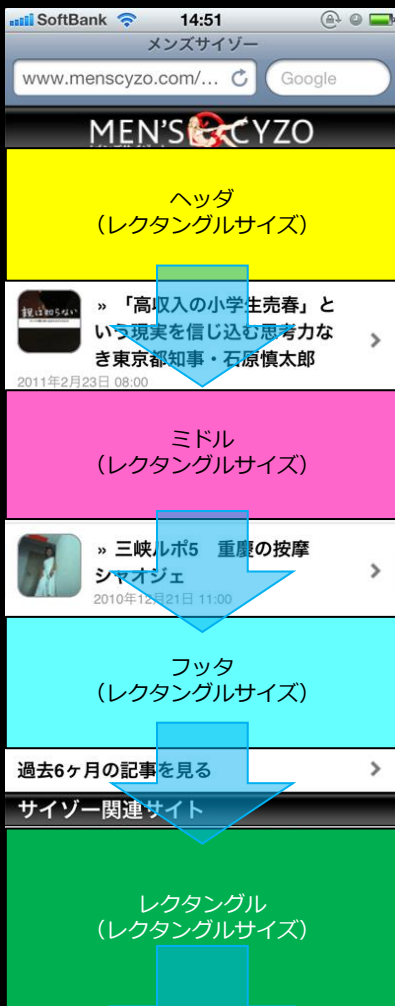 SoftBank 14:51
メンズサイゾー
www.menscyzo.com/... Google
MEN'S CYZO
ヘッダ
(レクタングルサイズ)
親は知らない
» 「高収入の小学生売春」と
いう現実を信じ込む思考力な
き東京都知事・石原慎太郎
2011年2月23日 08:00
ミドル
(レクタングルサイズ)
» 三峡ルポ5 重慶の按摩
シャオジェ
2010年12月21日 11:00
フッタ
(レクタングルサイズ)
過去6ヶ月の記事を見る
サイゾー関連サイト
レクタングル
(レクタングルサイズ)